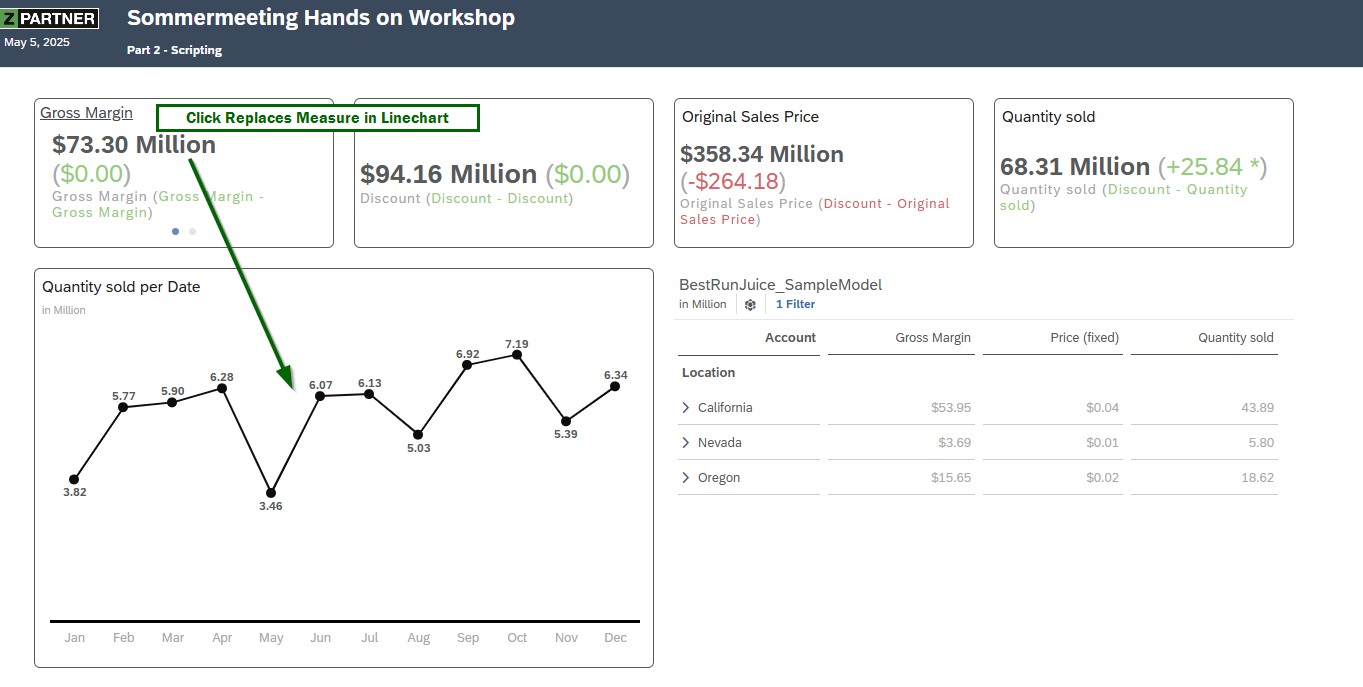 Z PARTNER
Sommermeeting Hands on Workshop
May 5, 2025
Part 2 - Scripting
Gross Margin
Click Replaces Measure in Linechart
$73.30 Million
($0.00)
Gross Margin (Gross Margin -
Gross Margin)
$94.16 Million ($0.00)
Discount (Discount - Discount)
Original Sales Price
$358.34 Million
(-$264.18)
Original Sales Price (Discount - Original
Sales Price)
Quantity sold
68.31 Million (+25.84 *)
Quantity sold (Discount - Quantity
sold)
Quantity sold per Date
in Million
3.82
5.77
5.90
6.28
3.46
6.07
6.13
5.03
6.92
7.19
5.39
6.34
Jan Feb Mar Apr May Jun Jul Aug Sep Oct Nov Dec
BestRunJuice_SampleModel
in Million 1 Filter
Account Gross Margin Price (fixed) Quantity sold
Location
California $53.95 $0.04 43.89
Nevada $3.69 $0.01 5.80
Oregon $15.65 $0.02 18.62